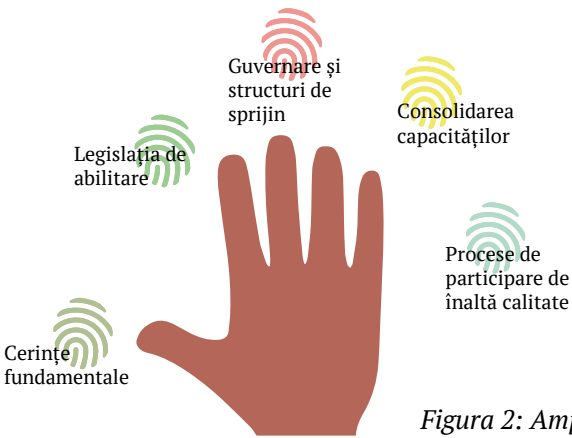 Guvernare și
structuri de
sprijin
Consolidarea
capacităților
Legislația de
abilitare
Procese de
participare de
înaltă calitate
Cerințe
fundamentale
Figura 2: